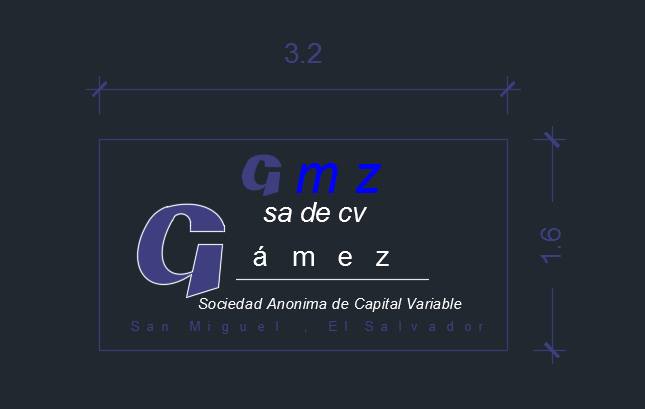 3.2
G m z
sa de cv
G á m e z
Sociedad Anonima de Capital Variable
San Miguel , El Salvador
1.6